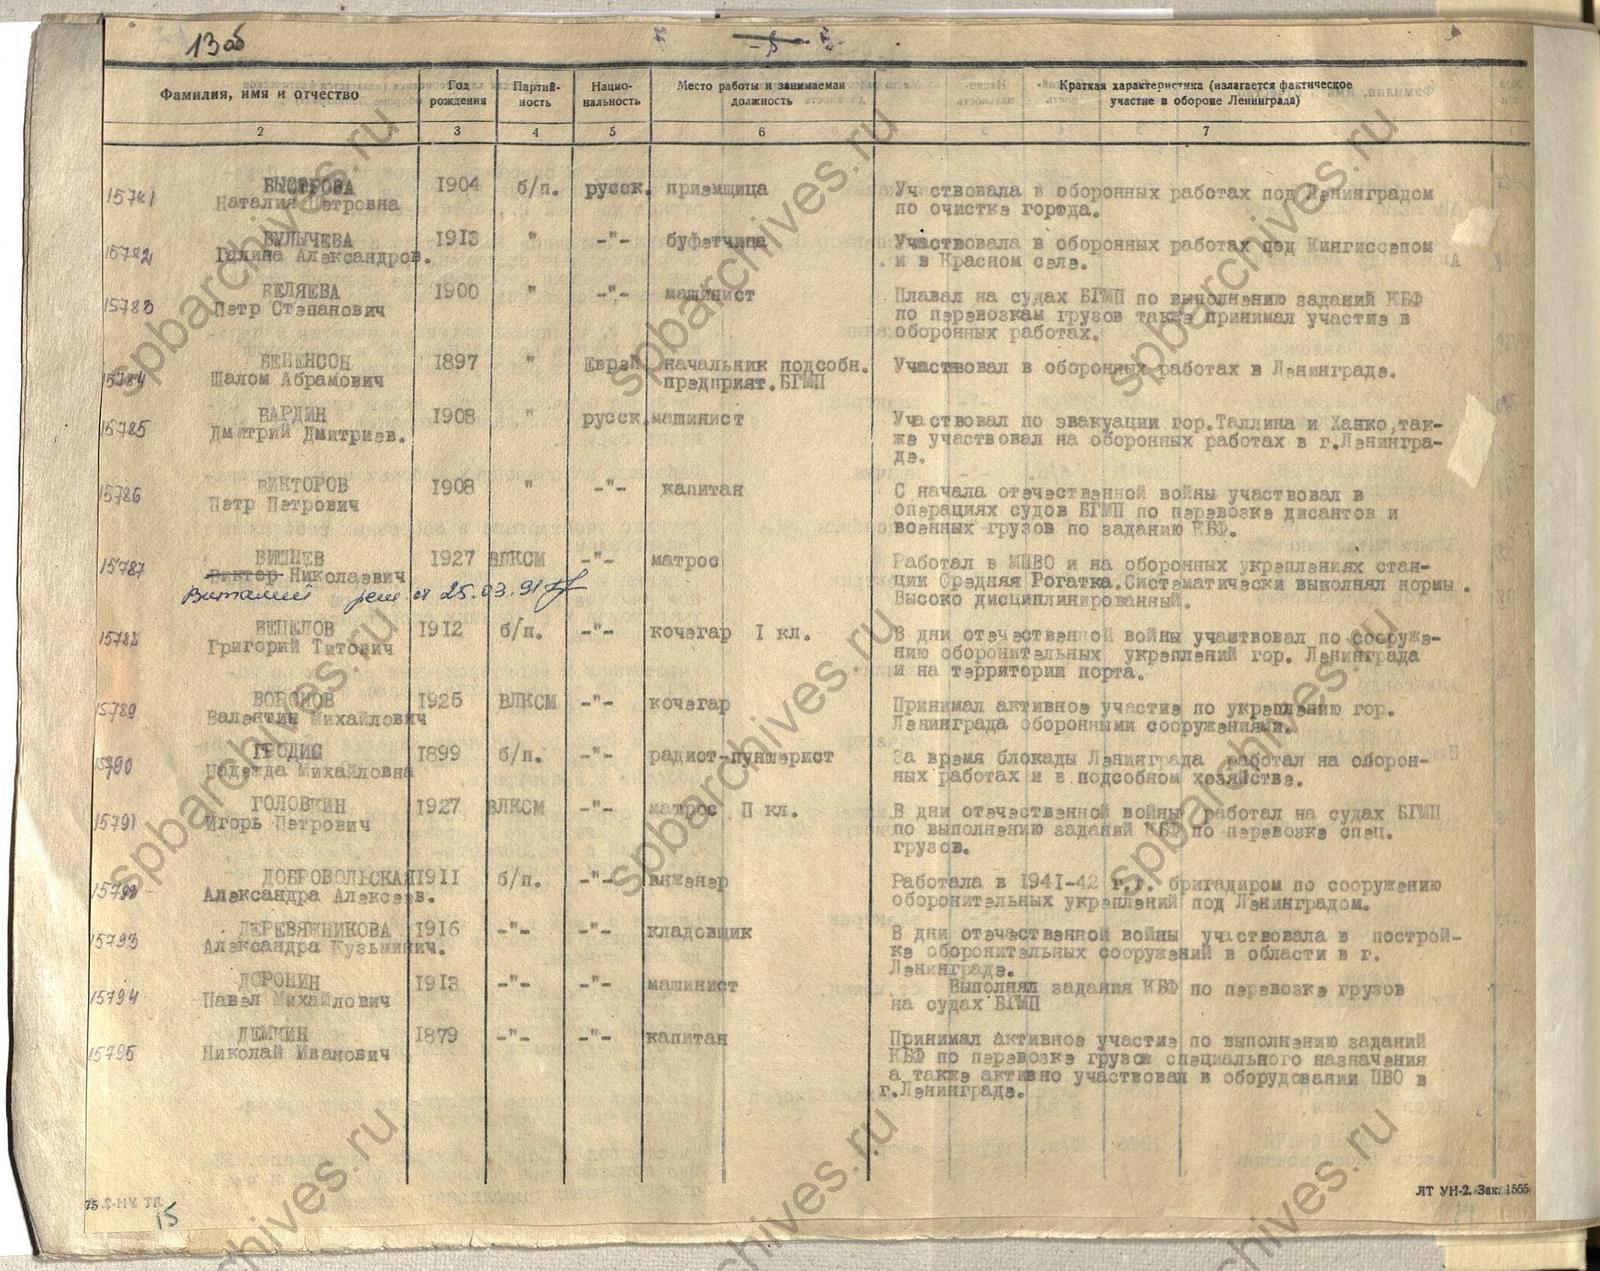 13об
Фамилия, имя и отчество
Год рождения
Партий-
ность
Нацио-
нальность
Место работы и занимаемая
должность
Краткая характеристика (излагается фактическое
участие в обороне Ленинграда)
2 3 4 5 6 7
15781 БЫСТРОВА 1904 б/п. русск. приемщица Уч ствовала в оборонных работах под Ленинградом
Наталия Петровна по очистке города.
15782 БУЛЫЧЕВА 1913 " -"- буфетчица Участвовала в оборонных работах под Кингиссепом
Галина Александров. и в Красном селе.
15783 БЕЛЯЕВА 1900 " -"- машинист Плавал на судах БГМП по выполнению заданий КБФ
Петр Степанович по перевозкам грузов также принимал участие в
оборонных работах.
15784 БЕНЕНСОН 1897 " Еврей начальник подсобн. Участвовал в оборонных работах в Ленинграде.
Шалом Абрамович предприят.БГМП
15785 ВАРДИН 1908 " русск. машинист Участвовал по эвакуации гор.Таллина и Ханко,так-
Дмитрий Дмитриев. же участвовал на оборонных работах в г.Ленингра-
де.
15786 ВИКТОРОВ 1908 " -"- капитан С начала отечественной войны участвовал в
Петр Петрович операциях судов БГМП по перевозке дисантов и
военных грузов по заданию КБФ.
15787 ВИШНЕВ 1927 ВЛКСМ -"- матрос Работал в МПВО и на оборонных укреплениях стан-
Виктор Николаевич ции Средняя Рогатка.Систематически выполнял нормы.
Виталий реш. от 25.03.91 Высоко дисциплинированный.
15788 ВЕПЕЛОВ 1912 б/п. -"- кочегар I кл. В дни отечественной войны участвовал по сооруже-
Григорий Титович нию оборонительных укреплений гор. Ленинграда
и на территории порта.
15789 ВОРОНОВ 1925 ВЛКСМ -"- кочегар Принимал активное участие по укреплению гор.
Валентин Михайлович Ленинграда оборонными сооружениями.
15790 ГРОДИС 1899 б/п. -"- радист-пуншерист За время блокады Ленинграда работал на оборон-
Надежда Михайловна ных работах и в подсобном хозяйстве.
15791 ГОЛОВКИН 1927 ВЛКСМ -"- матрос II кл. В дни отечественной войны работал на судах БГМП
Игорь Петрович по выполнению заданий КБФ по перевозке спец.
грузов.
15792 ДОБРОВОЛЬСКАЯ 1911 б/п. -"- инженер Работала в 1941-42 г.г. бригадиром по сооружению
Александра Алексеев. оборонительных укреплений под Ленинградом.
15793 ДЕРЕВЯЖНИКОВА 1916 -"- -"- кладовщик В дни отечественной войны участвовала в построй-
Александра Кузьминич. ке оборонительных сооружений в области в г.
Ленинграде.
15794 ДОРОНИН 1913 -"- -"- машинист Выполнял задания КБФ по перевозке грузов
Павел Михайлович на судах БГМП
15795 ДЕМКИН 1879 -"- -"- капитан Принимал активное участие по выполнению заданий
Николай Иванович КБФ по перевозке грузов специального назначения
а также активно участвовал в оборудовании ПВО в
г.Ленинграде.
15
ЛТ УН-2. Зак. 1555
spbarchives.ru